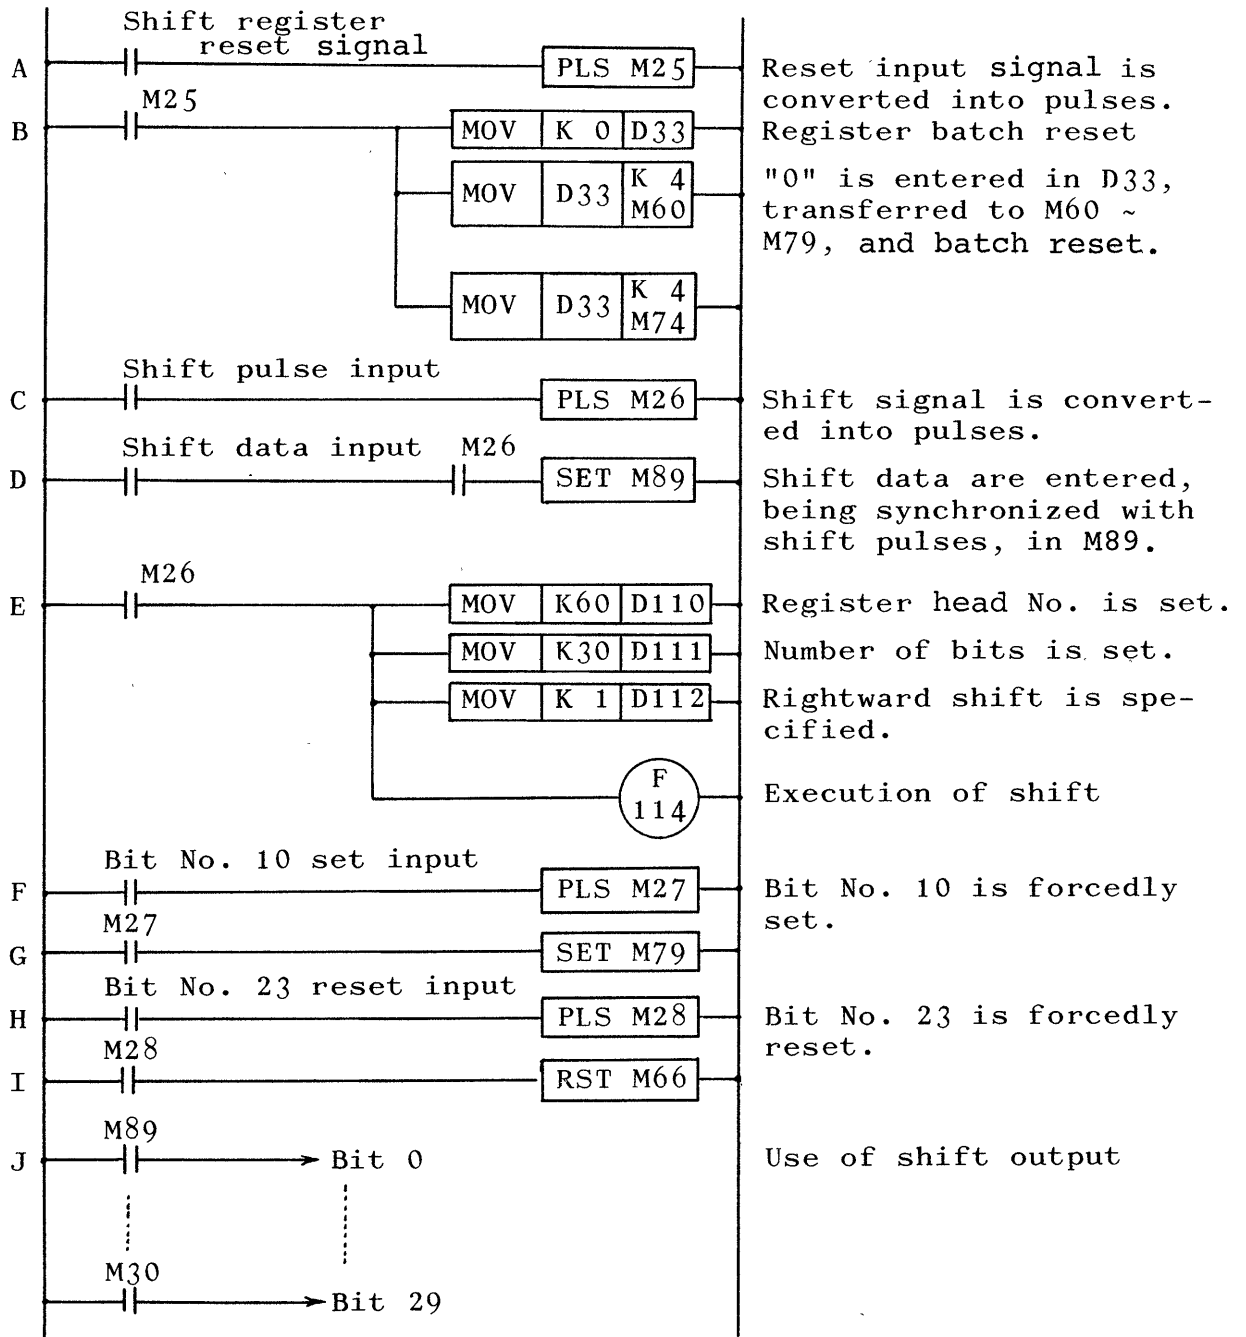 Shift register
reset signal
A PLS M25 Reset input signal is
converted into pulses.
M25
B MOV K 0 D33 Register batch reset
MOV D33 K 4 M60 "0" is entered in D33,
transferred to M60 ~
M79, and batch reset.
MOV D33 K 4 M74
Shift pulse input
C PLS M26 Shift signal is convert-
ed into pulses.
Shift data input M26
D SET M89 Shift data are entered,
being synchronized with
shift pulses, in M89.
M26
E MOV K60 D110 Register head No. is set.
MOV K30 D111 Number of bits is set.
MOV K 1 D112 Rightward shift is spe-
cified.
F 114 Execution of shift
Bit No. 10 set input
F PLS M27 Bit No. 10 is forcedly
set.
M27
G SET M79
Bit No. 23 reset input
H PLS M28 Bit No. 23 is forcedly
reset.
M28
I RST M66
M89
J Bit 0 Use of shift output
M30
Bit 29